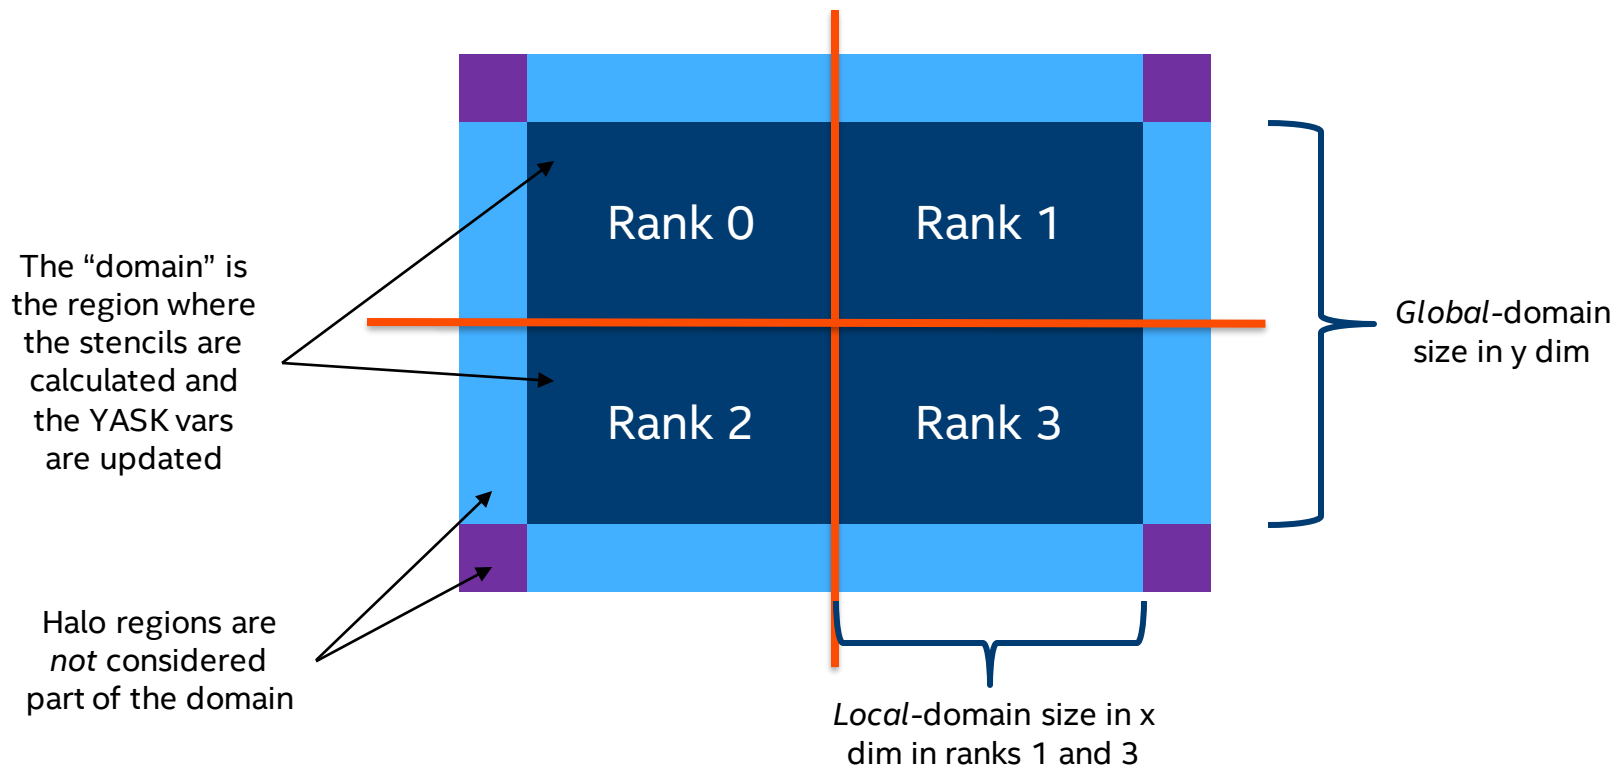 Rank 0
Rank 1
The “domain” is
the region where
the stencils are
calculated and
the YASK vars
are updated
Global-domain
size in y dim
Rank 2
Rank 3
Halo regions are
not considered
part of the domain
Local-domain size in x
dim in ranks 1 and 3